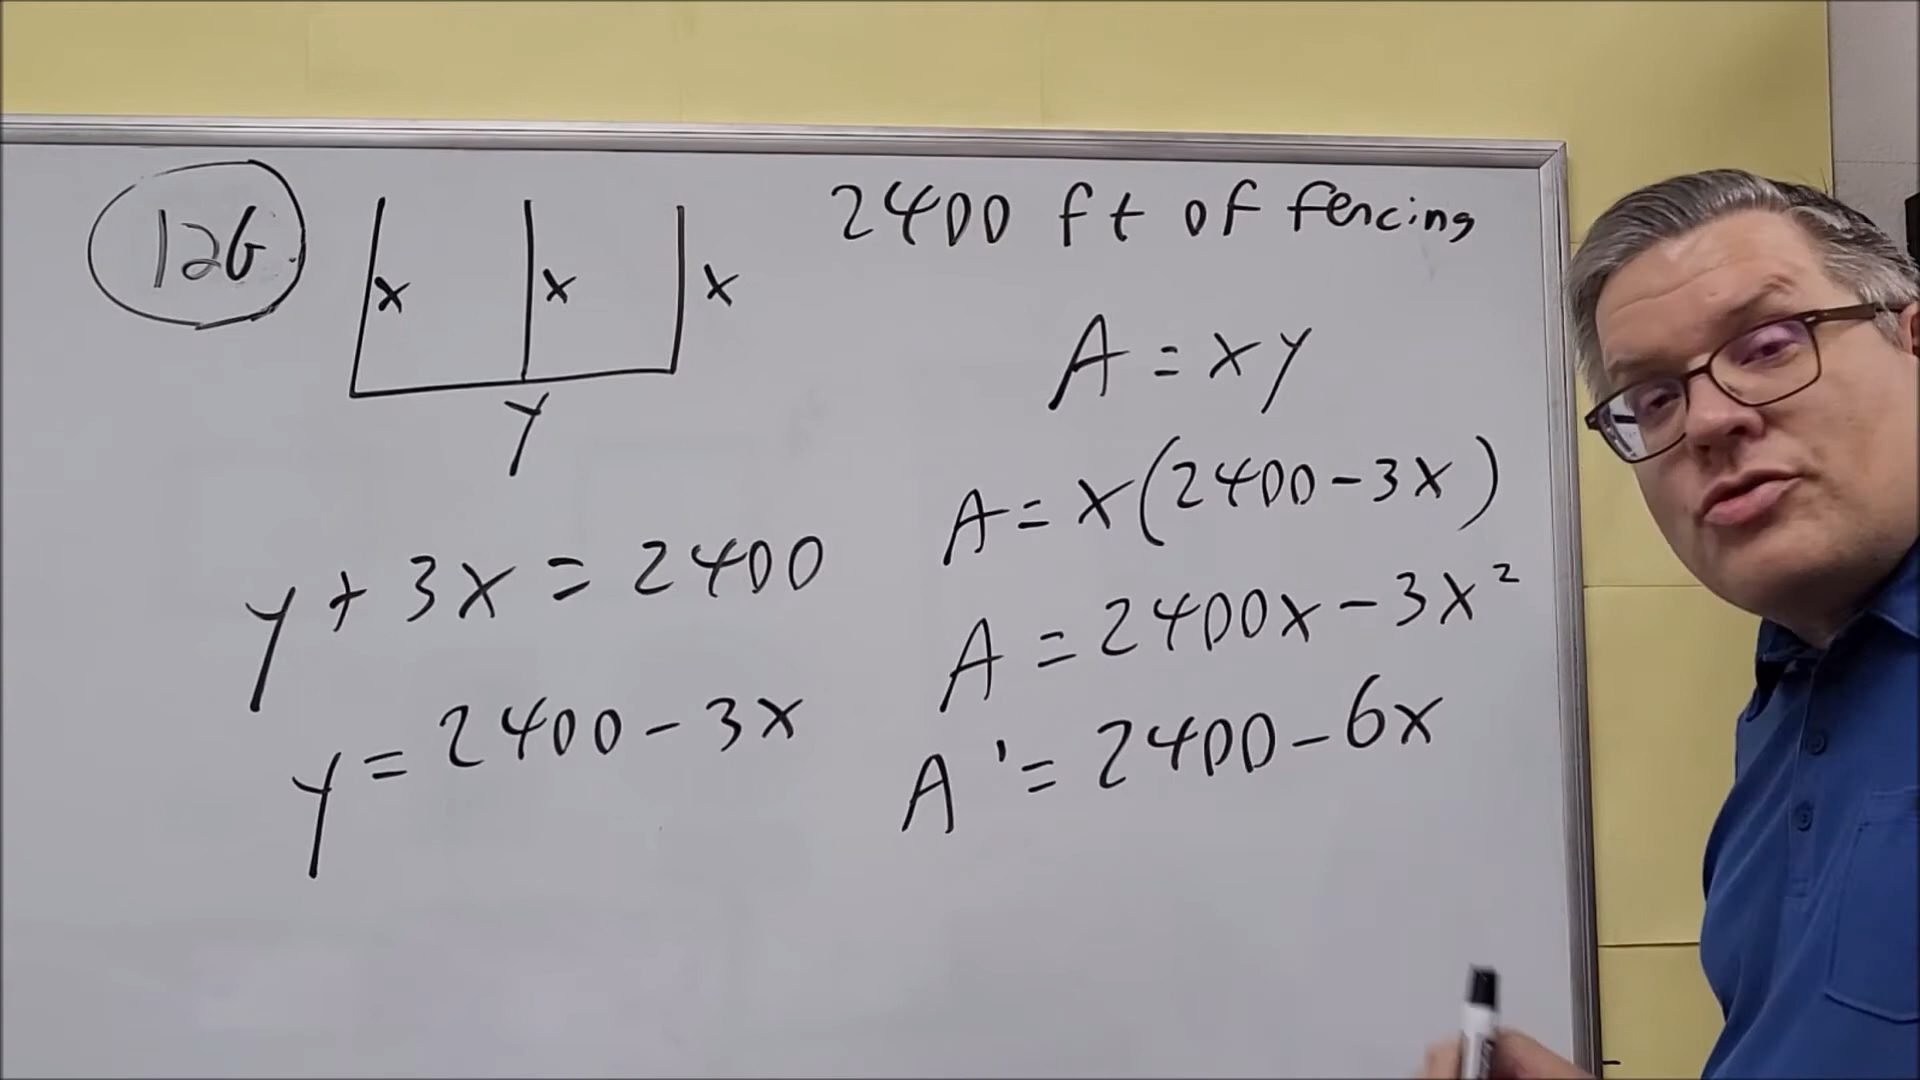 126
x x x
y
2400 ft of fencing
A = xy
A = x(2400-3x)
A = 2400x-3x²
A' = 2400-6x
y + 3x = 2400
y = 2400-3x